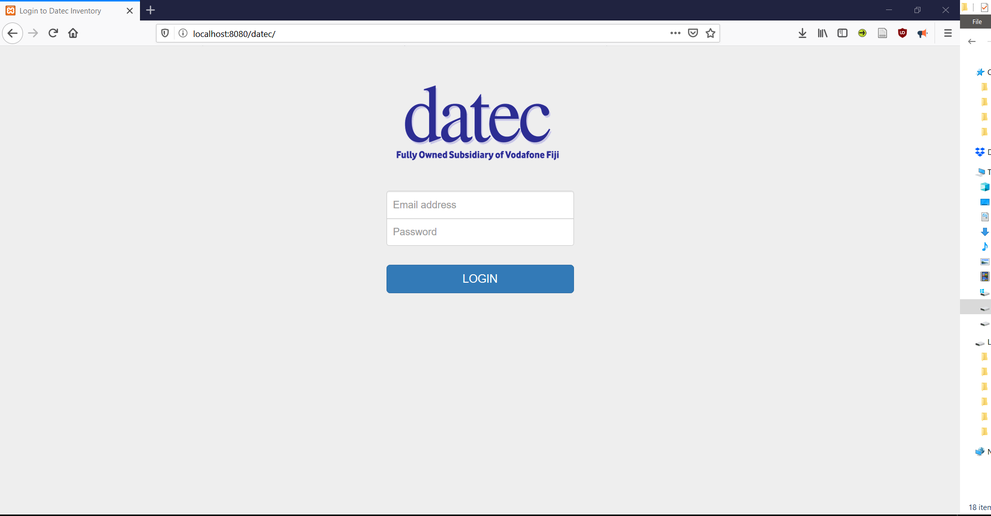 Login to Datec Inventory
File
localhost:8080/datec/
datec
Fully Owned Subsidiary of Vodafone Fiji
Email address
Password
LOGIN
18 item